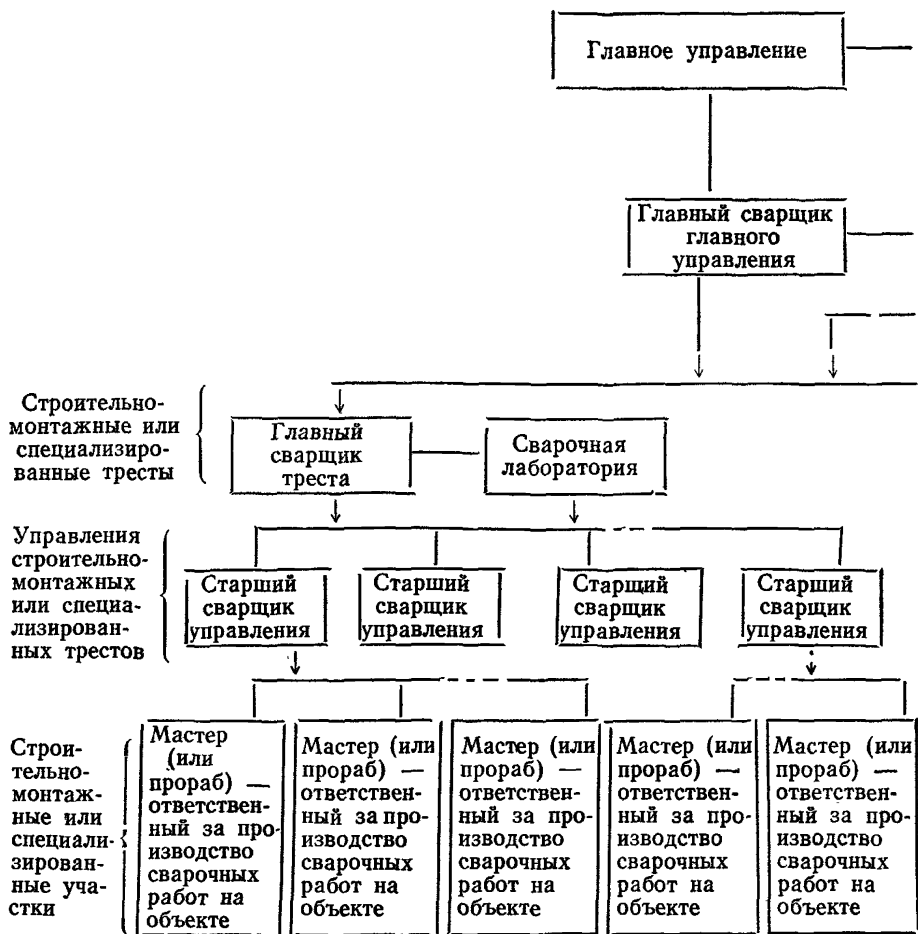 Главное управление
Главный сварщик
главного
управления
Строительно-
монтажные или
специализиро-
ванные тресты
Главный
сварщик
треста
Сварочная
лаборатория
Управления
строительно-
монтажных
или специа-
лизирован-
ных трестов
Старший
сварщик
управления
Старший
сварщик
управления
Старший
сварщик
управления
Старший
сварщик
управления
Строи-
тельно-
монтаж-
ные или
специали-
зирован-
ные уча-
стки
Мастер
(или
прораб) —
ответствен-
ный за про-
изводство
сварочных
работ на
объекте
Мастер (или
прораб) —
ответствен-
ный за про-
изводство
сварочных
работ на
объекте
Мастер (или
прораб) —
ответствен-
ный за про-
изводство
сварочных
работ на
объекте
Мастер (или
прораб) —
ответствен-
ный за про-
изводство
сварочных
работ на
объекте
Мастер (или
прораб) —
ответствен-
ный за про-
изводство
сварочных
работ на
объекте